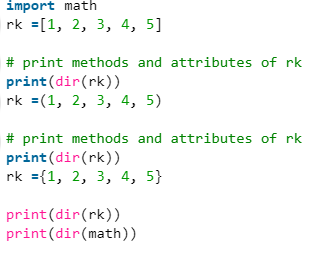 import math
rk =[1, 2, 3, 4, 5]
# print methods and attributes of rk
print(dir(rk))
rk =(1, 2, 3, 4, 5)
# print methods and attributes of rk
print(dir(rk))
rk ={1, 2, 3, 4, 5}
print(dir(rk))
print(dir(math))